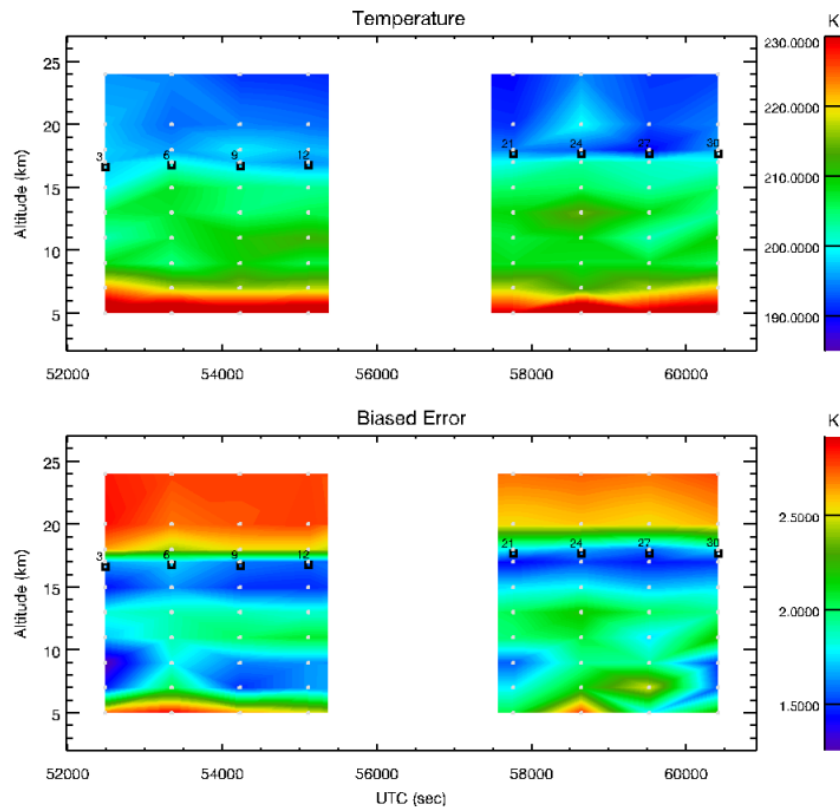 Temperature
K
25
20
15
10
5
Altitude (km)
3 6 9 12 21 24 27 30
230.0000
220.0000
210.0000
200.0000
190.0000
52000 54000 56000 58000 60000
Biased Error
K
25
20
15
10
5
Altitude (km)
3 6 9 12 21 24 27 30
2.5000
2.0000
1.5000
52000 54000 56000 58000 60000
UTC (sec)